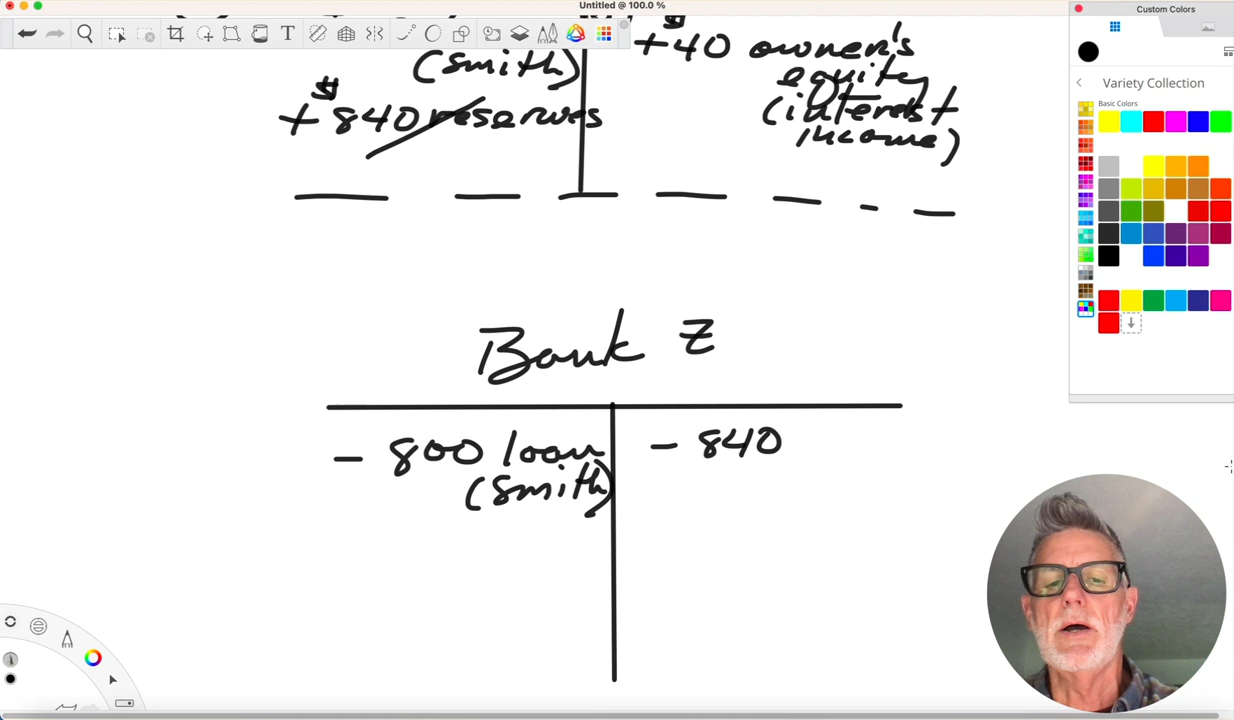 Untitled @ 100.0 %
Custom Colors
Variety Collection
Basic Colors
T
(Smith)
+ $840 reserves
+ $40 owner's
equity
(interest
income)
Bank Z
- 800 loan
(Smith)
- 840